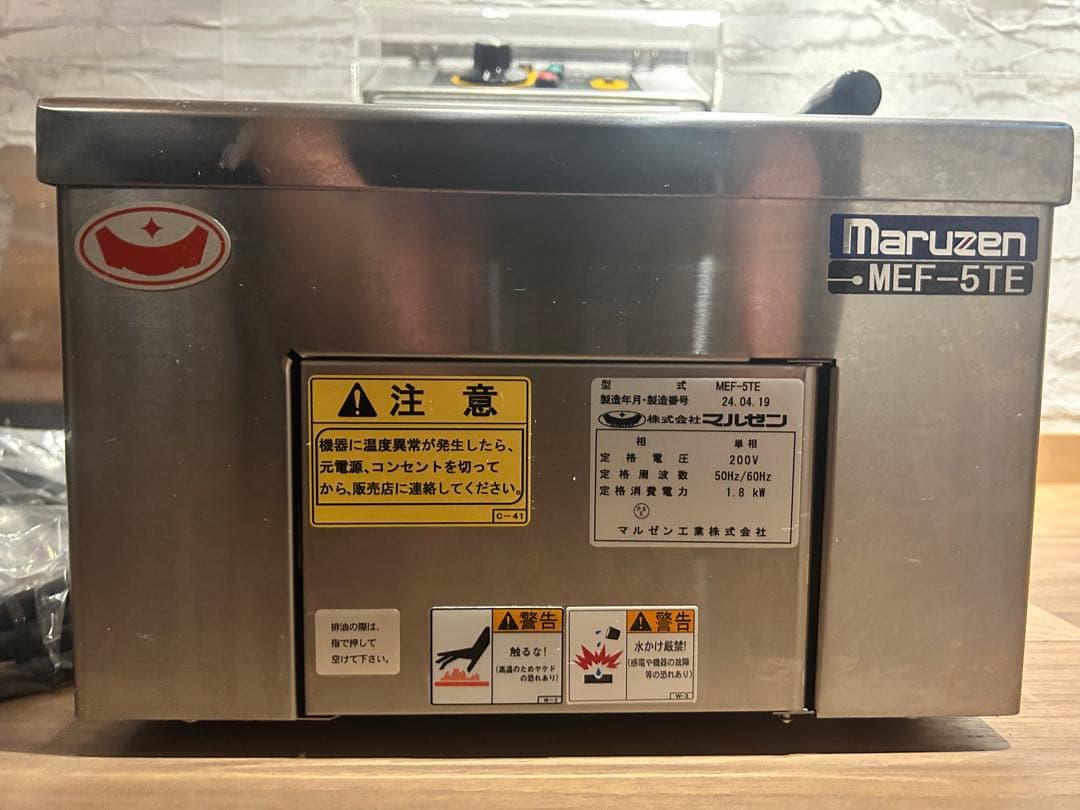 maruzen
MEF-5TE
注意
機器に温度異常が発生したら、
元電源、コンセントを切って
から、販売店に連絡してください。
C-41
型式 MEF-5TE
製造年月・製造番号 24.04.19
株式会社マルゼン
相 単相
定格電圧 200V
定格周波数 50Hz/60Hz
定格消費電力 1.8 kW
マルゼン工業株式会社
排油の際は、
指で押して
空けて下さい。
警告
触るな!
(高温のためヤケド
の恐れあり)
W-2
警告
水かけ厳禁!
(感電や機器の故障
等の恐れあり)
W-3